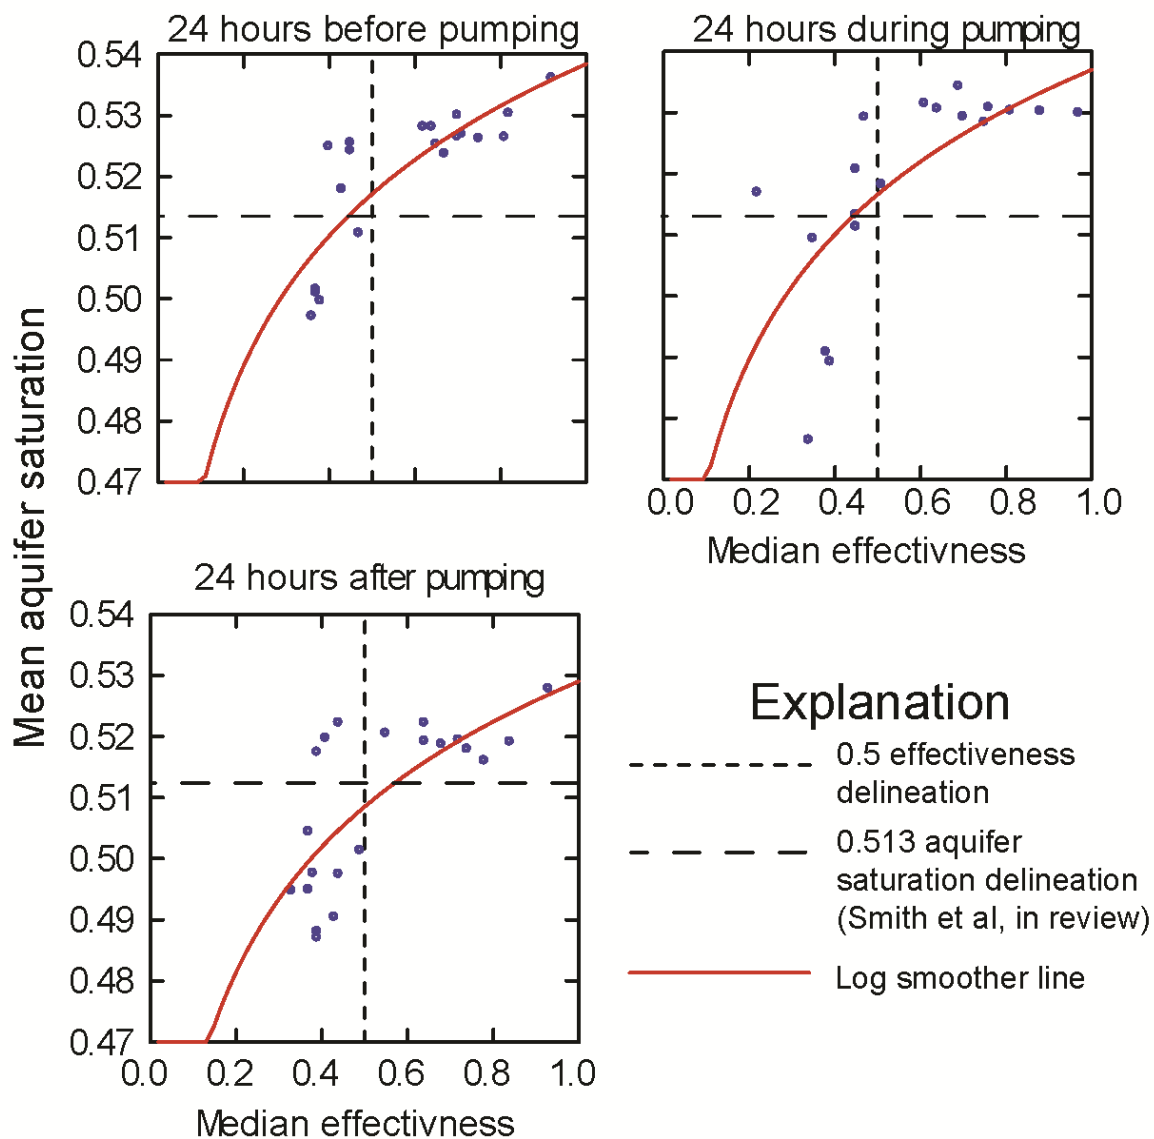 24 hours before pumping
24 hours during pumping
0.54
0.53
0.52
0.51
0.50
0.49
0.48
0.47
0.0 0.2 0.4 0.6 0.8 1.0
Median effectivness
Mean aquifer saturation
24 hours after pumping
0.54
0.53
0.52
0.51
0.50
0.49
0.48
0.47
0.0 0.2 0.4 0.6 0.8 1.0
Median effectivness
Explanation
0.5 effectiveness
delineation
0.513 aquifer
saturation delineation
(Smith et al, in review)
Log smoother line